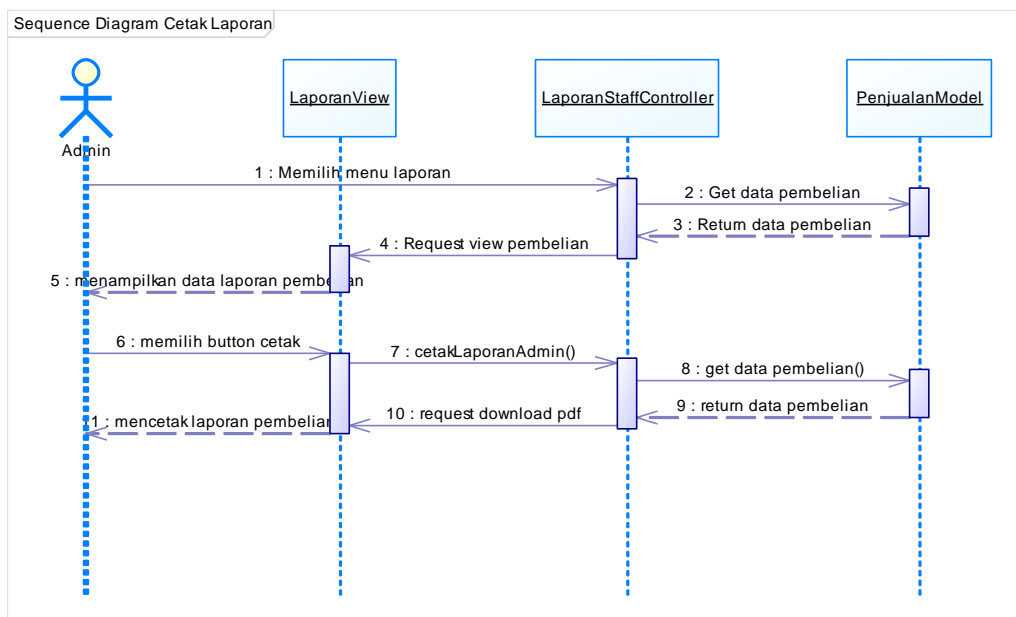 Sequence Diagram Cetak Laporan
LaporanView
LaporanStaffController
PenjualanModel
Admin
1 : Memilih menu laporan
2 : Get data pembelian
3 : Return data pembelian
4 : Request view pembelian
5 : menampilkan data laporan pembelian
6 : memilih button cetak
7 : cetakLaporanAdmin()
8 : get data pembelian()
9 : return data pembelian
10 : request download pdf
1 : mencetak laporan pembelian